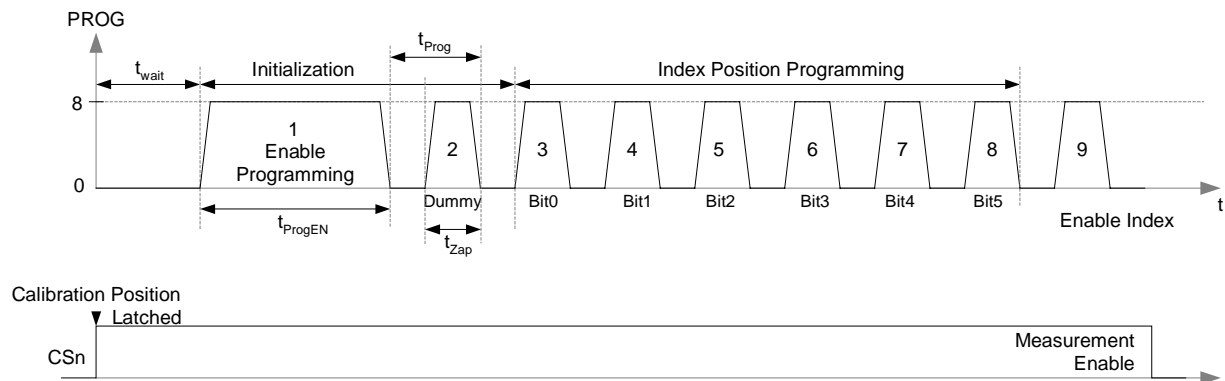 PROG
t_Prog
t_wait
Initialization
Index Position Programming
8
1
Enable
Programming
2
3
4
5
6
7
8
9
0
Dummy
Bit0
Bit1
Bit2
Bit3
Bit4
Bit5
t
t_ProgEN
t_Zap
Enable Index
Calibration Position
Latched
CSn
Measurement
Enable